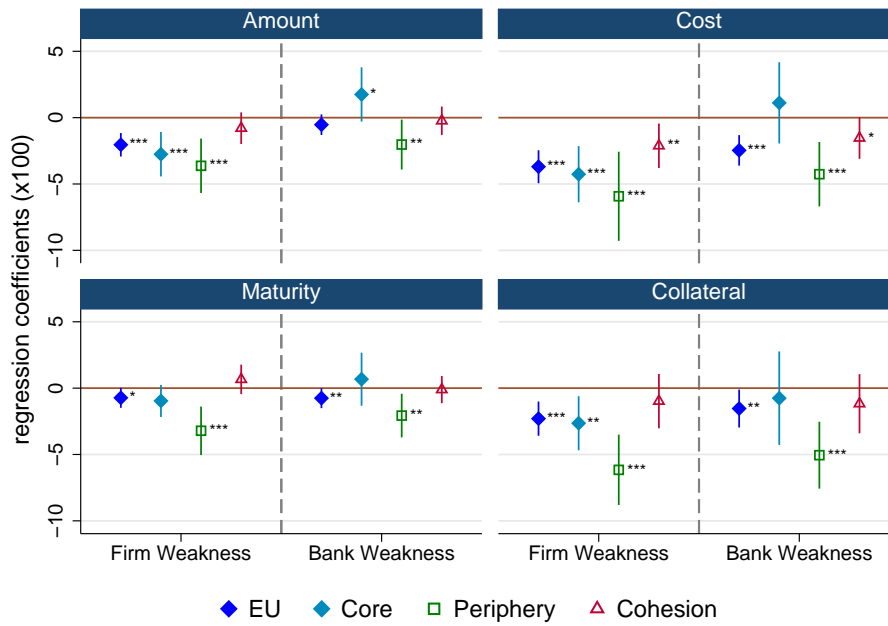 Amount Cost
5
0
−5
−10
*** *** *** * **
*** *** *** ** *** *** *
Maturity Collateral
5
0
−5
−10
* *** ** **
*** ** *** ** ***
Firm Weakness Bank Weakness Firm Weakness Bank Weakness
regression coefficients (x100)
EU Core Periphery Cohesion